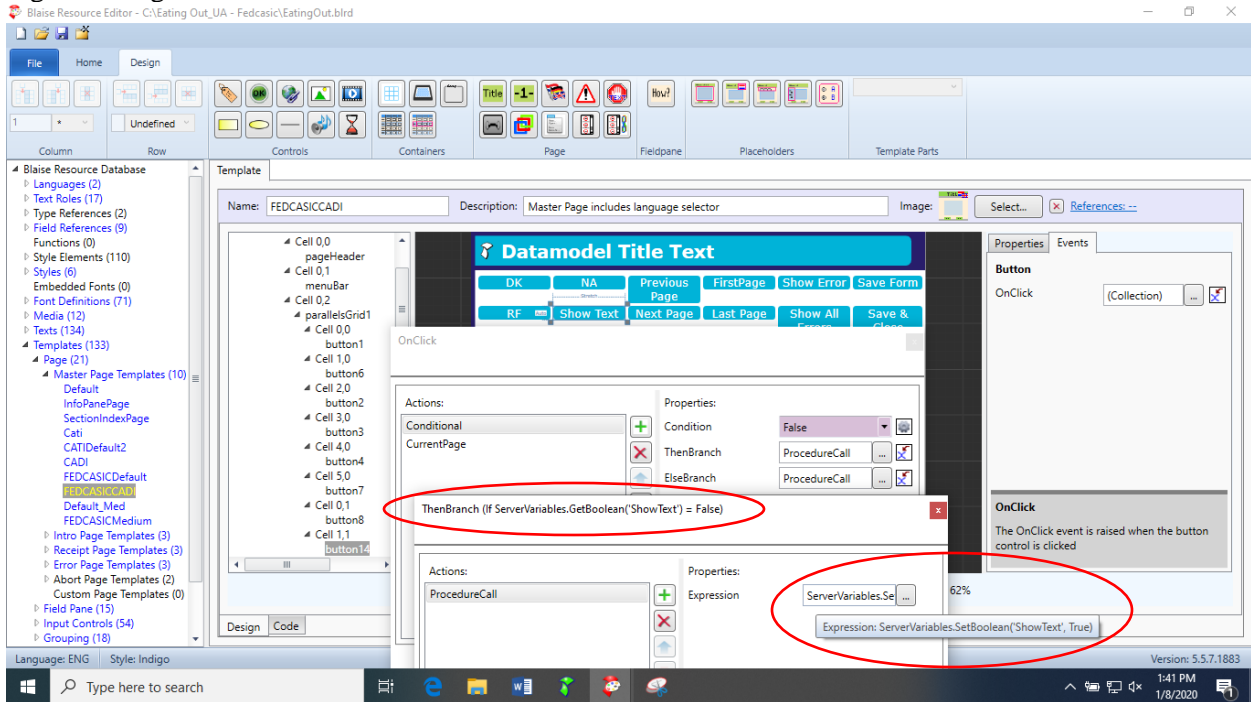 Blaise Resource Editor - C:\Eating Out_UA - Fedcasic\EatingOut.blrd
File Home Design
Title -1- How?
OK
1 * Undefined
Column Row Controls Containers Page Fieldpane Placeholders Template Parts
Blaise Resource Database
Languages (2)
Text Roles (17)
Type References (2)
Field References (9)
Functions (0)
Style Elements (110)
Styles (6)
Embedded Fonts (0)
Font Definitions (71)
Media (12)
Texts (134)
Templates (133)
Page (21)
Master Page Templates (10)
Default
InfoPanePage
SectionIndexPage
Cati
CATIDefault2
CADI
FEDCASICDefault
FEDCASICCADI
Default_Med
FEDCASICMedium
Intro Page Templates (3)
Receipt Page Templates (3)
Error Page Templates (3)
Abort Page Templates (2)
Custom Page Templates (0)
Field Pane (15)
Input Controls (54)
Grouping (18)
Template
Name: FEDCASICCADI Description: Master Page includes language selector Image: Select... References: --
Cell 0,0
pageHeader
Cell 0,1
menuBar
Cell 0,2
parallelsGrid1
Cell 0,0
button1
Cell 1,0
button6
Cell 2,0
button2
Cell 3,0
button3
Cell 4,0
button4
Cell 5,0
button7
Cell 0,1
button8
Cell 1,1
button14
Design Code
Datamodel Title Text
DK NA Previous Page FirstPage Show Error Save Form
RF Show Text Next Page Last Page Show All Errors Save & Close
62%
Properties Events
Button
OnClick (Collection) ...
OnClick
The OnClick event is raised when the button
control is clicked
OnClick
Actions: Properties:
Conditional Condition False
CurrentPage ThenBranch ProcedureCall ...
ElseBranch ProcedureCall ...
ThenBranch (If ServerVariables.GetBoolean('ShowText') = False)
Actions: Properties:
ProcedureCall Expression ServerVariables.Se ...
Expression: ServerVariables.SetBoolean('ShowText', True)
Language: ENG Style: Indigo Version: 5.5.7.1883
Type here to search
1:41 PM
1/8/2020